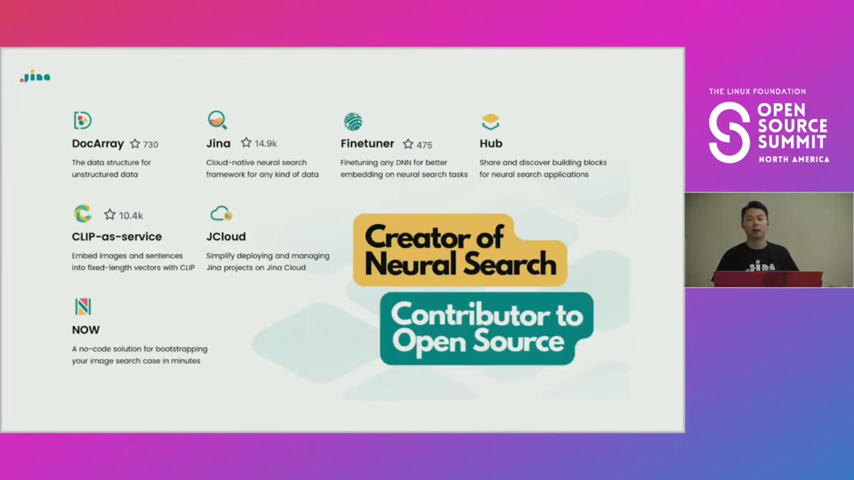 Jina
DocArray 730
The data structure for
unstructured data
Jina 14.9k
Cloud-native neural search
framework for any kind of data
Finetuner 475
Finetuning any DNN for better
embedding on neural search tasks
Hub
Share and discover building blocks
for neural search applications
10.4k
CLIP-as-service
Embed images and sentences
into fixed-length vectors with CLIP
JCloud
Simplify deploying and managing
Jina projects on Jina Cloud
NOW
A no-code solution for bootstrapping
your image search case in minutes
Creator of
Neural Search
Contributor to
Open Source
THE LINUX FOUNDATION
OPEN
SOURCE
SUMMIT
NORTH AMERICA
Jina